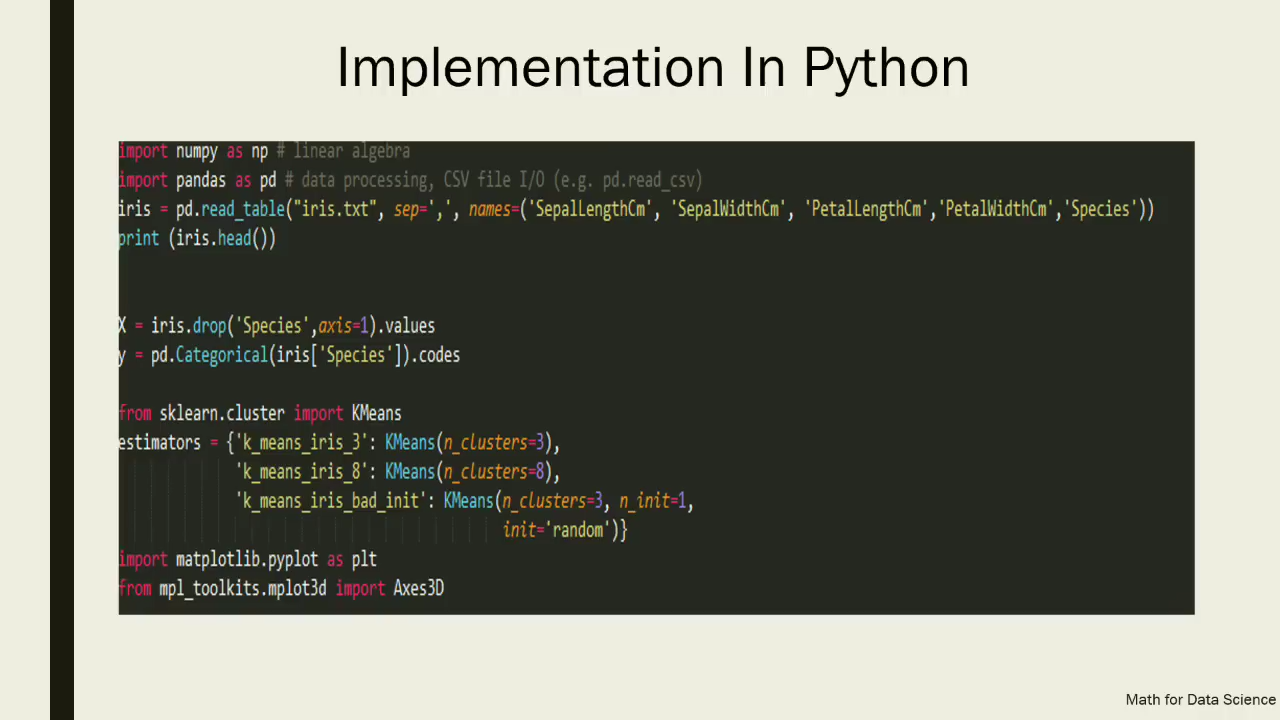 Implementation In Python
import numpy as np # linear algebra
import pandas as pd # data processing, CSV file I/O (e.g. pd.read_csv)
iris = pd.read_table("iris.txt", sep=',', names=('SepalLengthCm', 'SepalWidthCm', 'PetalLengthCm','PetalWidthCm','Species'))
print (iris.head())
X = iris.drop('Species',axis=1).values
y = pd.Categorical(iris['Species']).codes
from sklearn.cluster import KMeans
estimators = {'k_means_iris_3': KMeans(n_clusters=3),
'k_means_iris_8': KMeans(n_clusters=8),
'k_means_iris_bad_init': KMeans(n_clusters=3, n_init=1,
init='random')}
import matplotlib.pyplot as plt
from mpl_toolkits.mplot3d import Axes3D
Math for Data Science